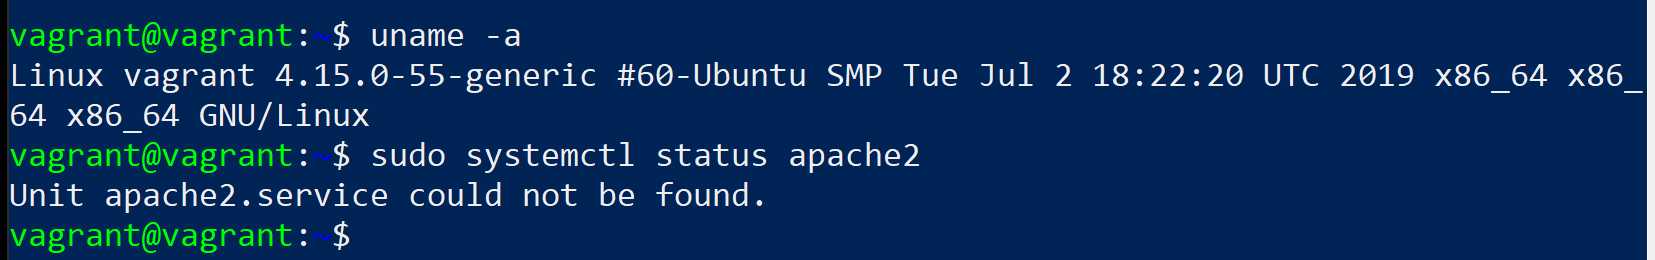 vagrant@vagrant:~$ uname -a
Linux vagrant 4.15.0-55-generic #60-Ubuntu SMP Tue Jul 2 18:22:20 UTC 2019 x86_64 x86_
64 x86_64 GNU/Linux
vagrant@vagrant:~$ sudo systemctl status apache2
Unit apache2.service could not be found.
vagrant@vagrant:~$